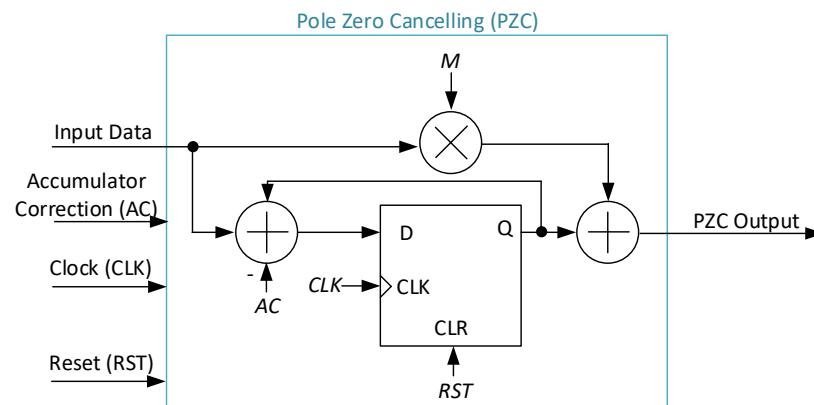 Pole Zero Cancelling (PZC)
M
Input Data
Accumulator
Correction (AC)
D
Q
PZC Output
-
AC
Clock (CLK)
CLK
CLK
CLR
Reset (RST)
RST